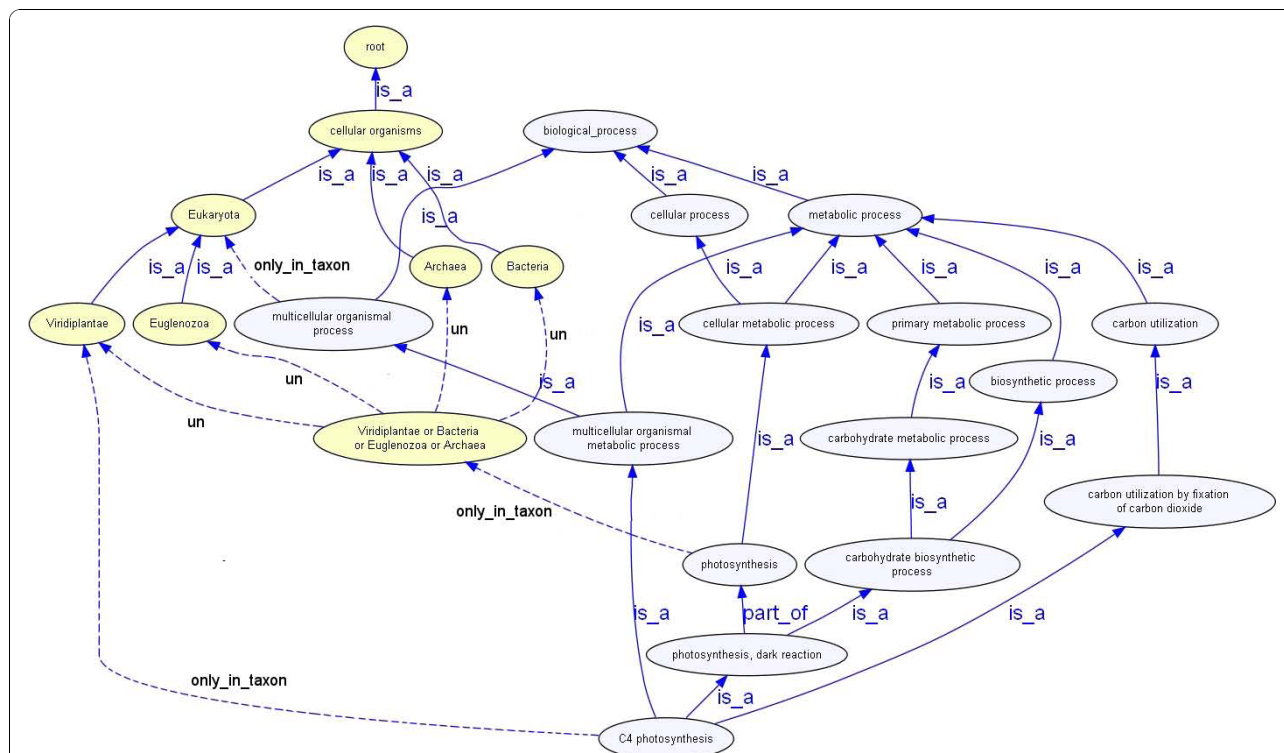 root
is_a
cellular organisms
biological_process
is_a
is_a
is_a
is_a
is_a
Eukaryota
cellular process
metabolic process
is_a
is_a
is_a
is_a
only_in_taxon
Archaea
Bacteria
is_a
is_a
is_a
is_a
is_a
Viridiplantae
Euglenozoa
multicellular organismal
process
un
un
is_a
cellular metabolic process
primary metabolic process
carbon utilization
un
is_a
is_a
biosynthetic process
is_a
un
Viridiplantae or Bacteria
or Euglenozoa or Archaea
multicellular organismal
metabolic process
is_a
carbohydrate metabolic process
is_a
only_in_taxon
is_a
carbon utilization by fixation
of carbon dioxide
photosynthesis
carbohydrate biosynthetic
process
is_a
part_of
is_a
is_a
photosynthesis, dark reaction
only_in_taxon
is_a
C4 photosynthesis